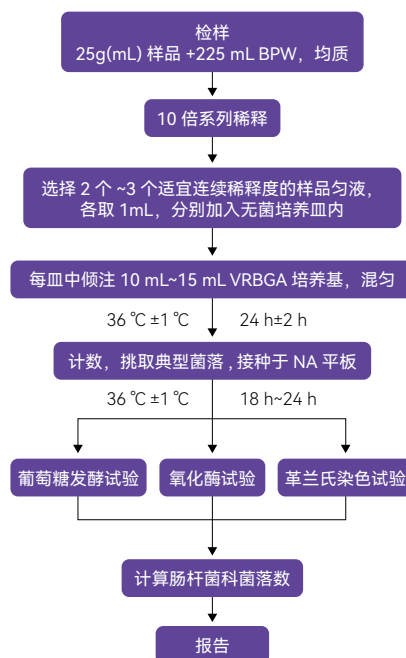 检样
25g(mL) 样品 +225 mL BPW，均质
10 倍系列稀释
选择 2 个 ~3 个适宜连续稀释度的样品匀液，
各取 1mL，分别加入无菌培养皿内
每皿中倾注 10 mL~15 mL VRBGA 培养基，混匀
36 ℃ ±1 ℃ 24 h±2 h
计数，挑取典型菌落 , 接种于 NA 平板
36 ℃ ±1 ℃ 18 h~24 h
葡萄糖发酵试验 氧化酶试验 革兰氏染色试验
计算肠杆菌科菌落数
报告